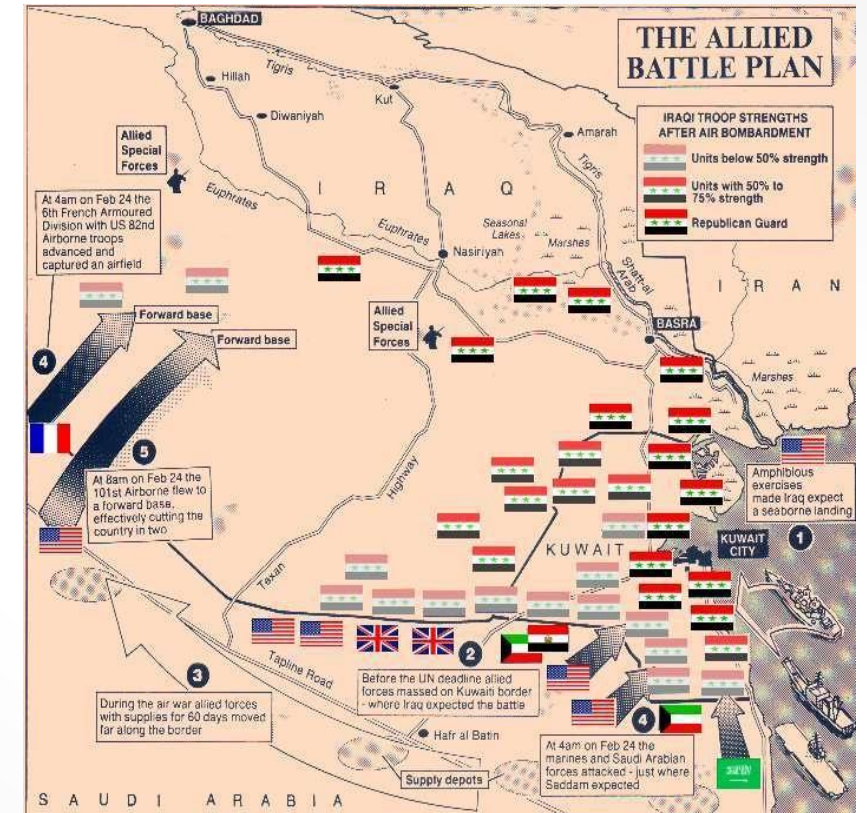 THE ALLIED
BATTLE PLAN
IRAQI TROOP STRENGTHS
AFTER AIR BOMBARDMENT
Units below 50% strength
Units with 50% to
75% strength
Republican Guard
BAGHDAD
Tigris
Hillah
Kut
Diwaniyah
Amarah
Tigris
Allied
Special
Forces
I R A Q
Euphrates
Euphrates
Seasonal
Lakes
Marshes
Nasiriyah
Shatt-al
Arab
I R A N
At 4am on Feb 24 the
6th French Armoured
Division with US 82nd
Airborne troops
advanced and
captured an airfield
Forward base
Forward base
Allied
Special
Forces
BASRA
Marshes
4
5
At 8am on Feb 24 the
101st Airborne flew to
a forward base,
effectively cutting the
country in two
Highway
Taxan
Amphibious
exercises
made Iraq expect
a seaborne landing
1
KUWAIT
KUWAIT
CITY
2
Before the UN deadline allied
forces massed on Kuwaiti border
- where Iraq expected the battle
3
During the air war allied forces
with supplies for 60 days moved
far along the border
Tapline Road
Hafr al Batin
4
At 4am on Feb 24 the
marines and Saudi Arabian
forces attacked - just where
Saddam expected
Supply depots
S A U D I A R A B I A